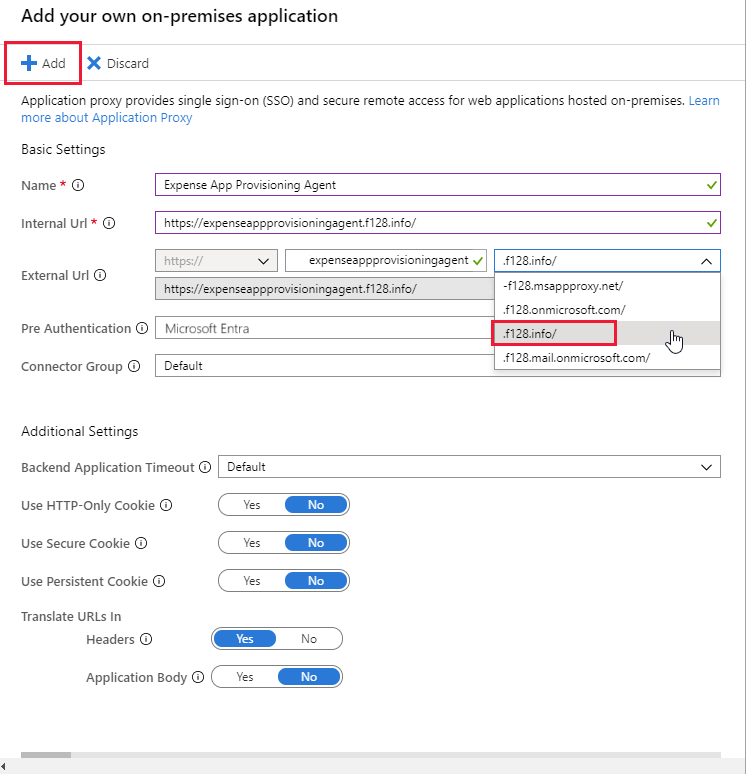 Add your own on-premises application
Add
Discard
Application proxy provides single sign-on (SSO) and secure remote access for web applications hosted on-premises. Learn
more about Application Proxy
Basic Settings
Name *
Expense App Provisioning Agent
Internal Url *
https://expenseappprovisioningagent.f128.info/
External Url
https://
expenseappprovisioningagent
.f128.info/
https://expenseappprovisioningagent.f128.info/
-f128.msappproxy.net/
.f128.onmicrosoft.com/
.f128.info/
.f128.mail.onmicrosoft.com/
Pre Authentication
Microsoft Entra
Connector Group
Default
Additional Settings
Backend Application Timeout
Default
Use HTTP-Only Cookie
Yes No
Use Secure Cookie
Yes No
Use Persistent Cookie
Yes No
Translate URLs In
Headers
Yes No
Application Body
Yes No